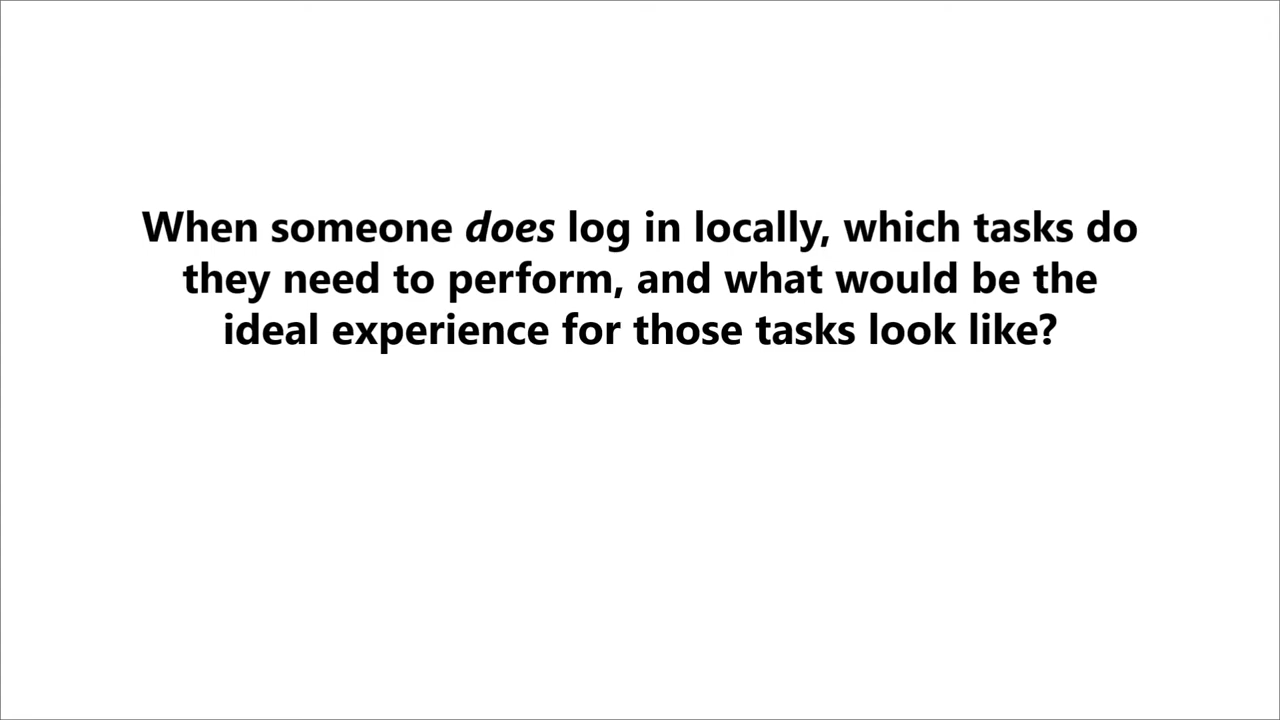 When someone does log in locally, which tasks do
they need to perform, and what would be the
ideal experience for those tasks look like?